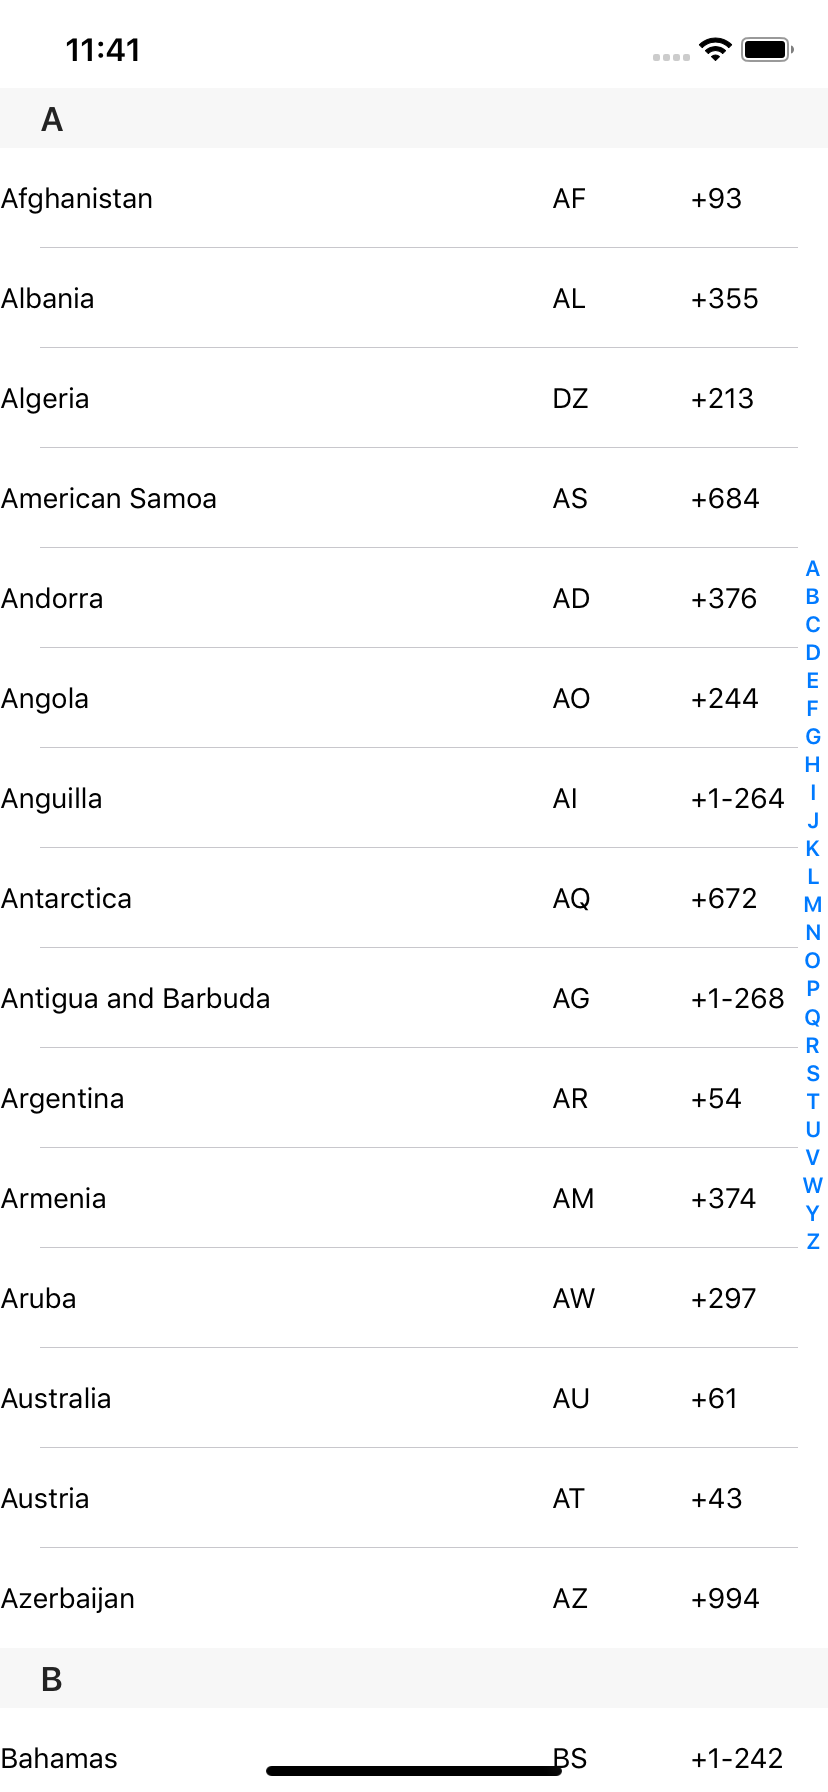 11:41
A
Afghanistan AF +93
Albania AL +355
Algeria DZ +213
American Samoa AS +684
Andorra AD +376
Angola AO +244
Anguilla AI +1-264
Antarctica AQ +672
Antigua and Barbuda AG +1-268
Argentina AR +54
Armenia AM +374
Aruba AW +297
Australia AU +61
Austria AT +43
Azerbaijan AZ +994
B
Bahamas BS +1-242
A
B
C
D
E
F
G
H
I
J
K
L
M
N
O
P
Q
R
S
T
U
V
W
Y
Z